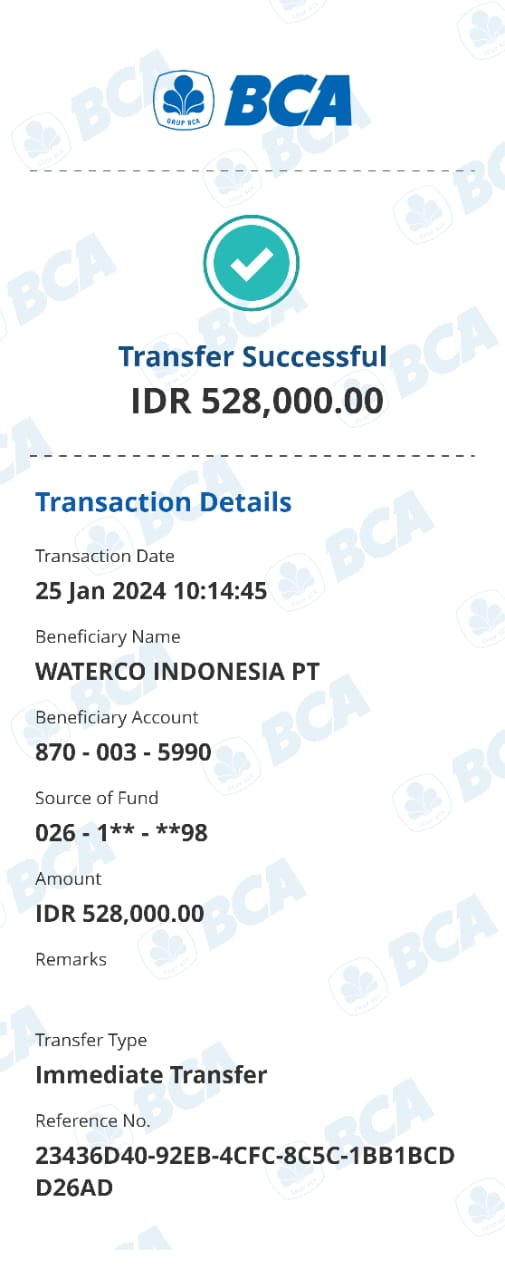 GRUP BCA
BCA
Transfer Successful
IDR 528,000.00
Transaction Details
Transaction Date
25 Jan 2024 10:14:45
Beneficiary Name
WATERCO INDONESIA PT
Beneficiary Account
870 - 003 - 5990
Source of Fund
026 - 1** - **98
Amount
IDR 528,000.00
Remarks
Transfer Type
Immediate Transfer
Reference No.
23436D40-92EB-4CFC-8C5C-1BB1BCD
D26AD